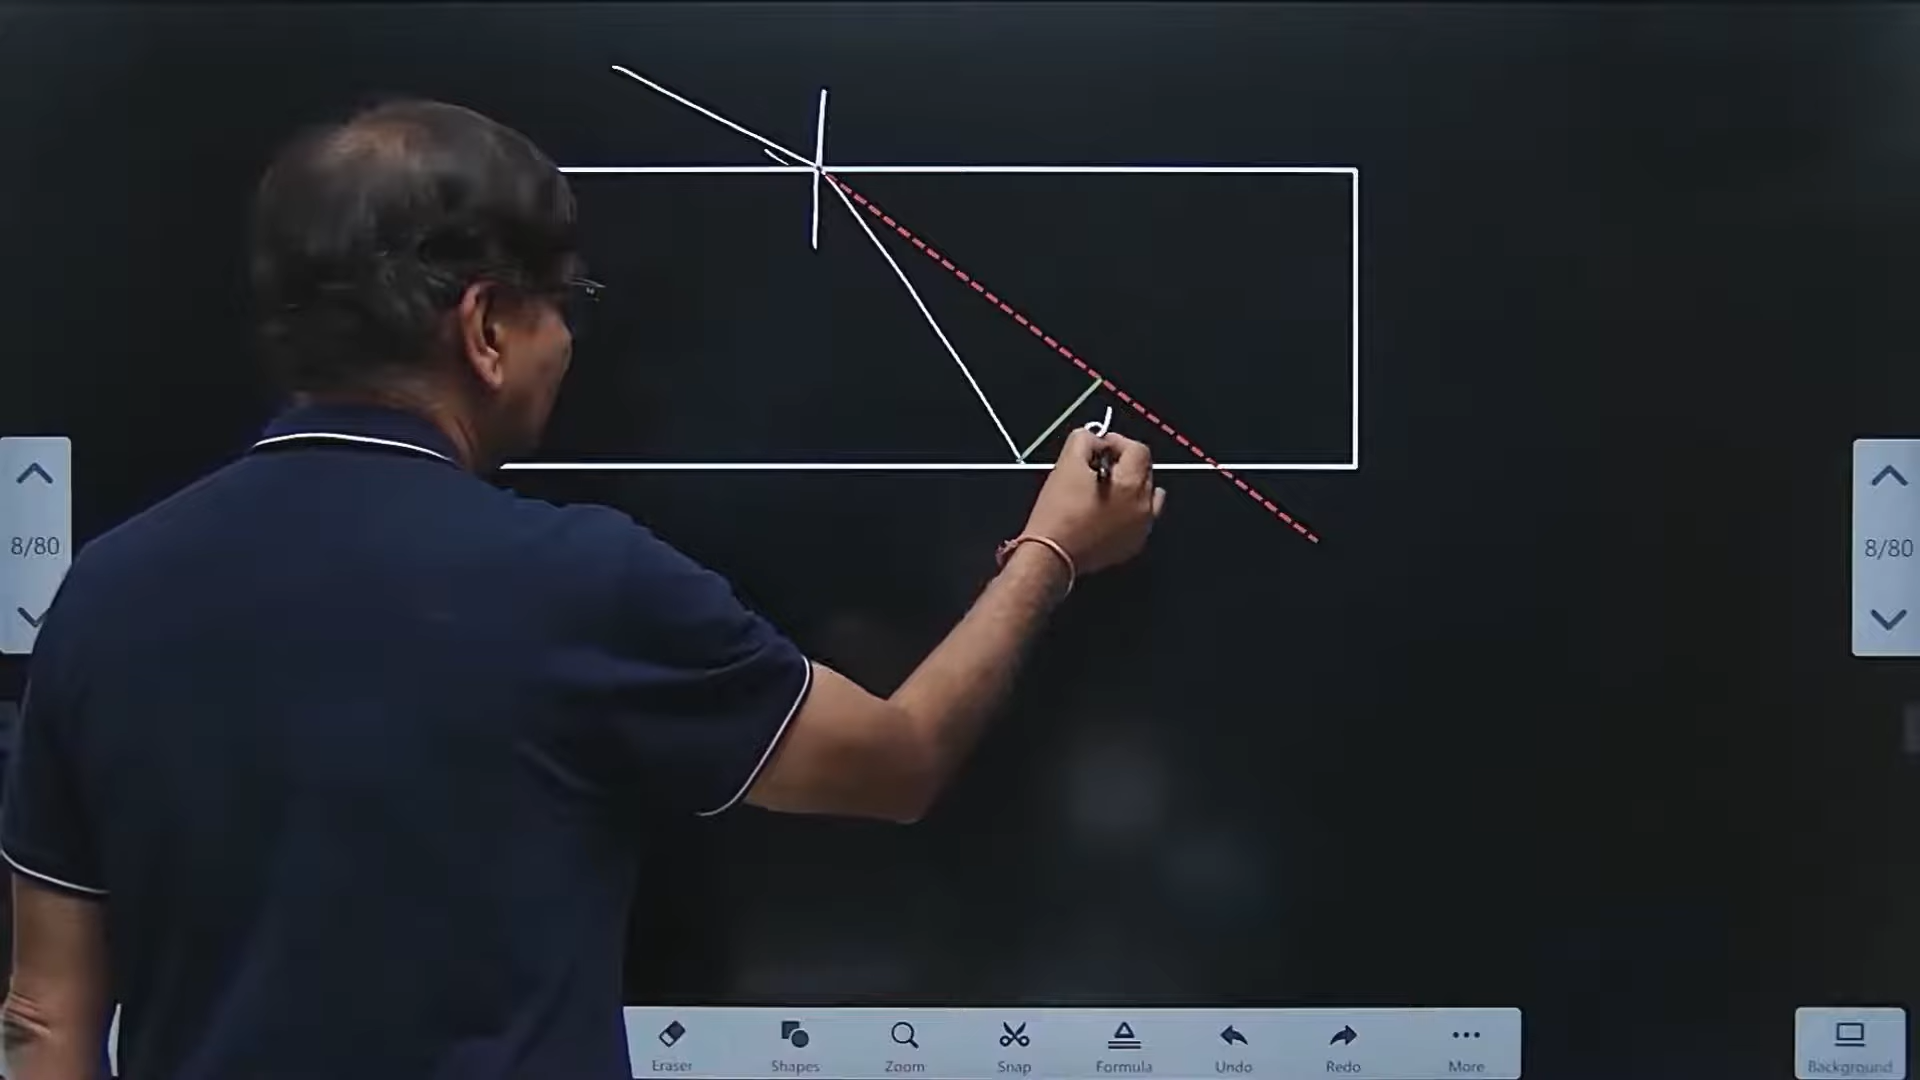 8/80
8/80
d
Eraser
Shapes
Zoom
Snap
Formula
Undo
Redo
More
Background